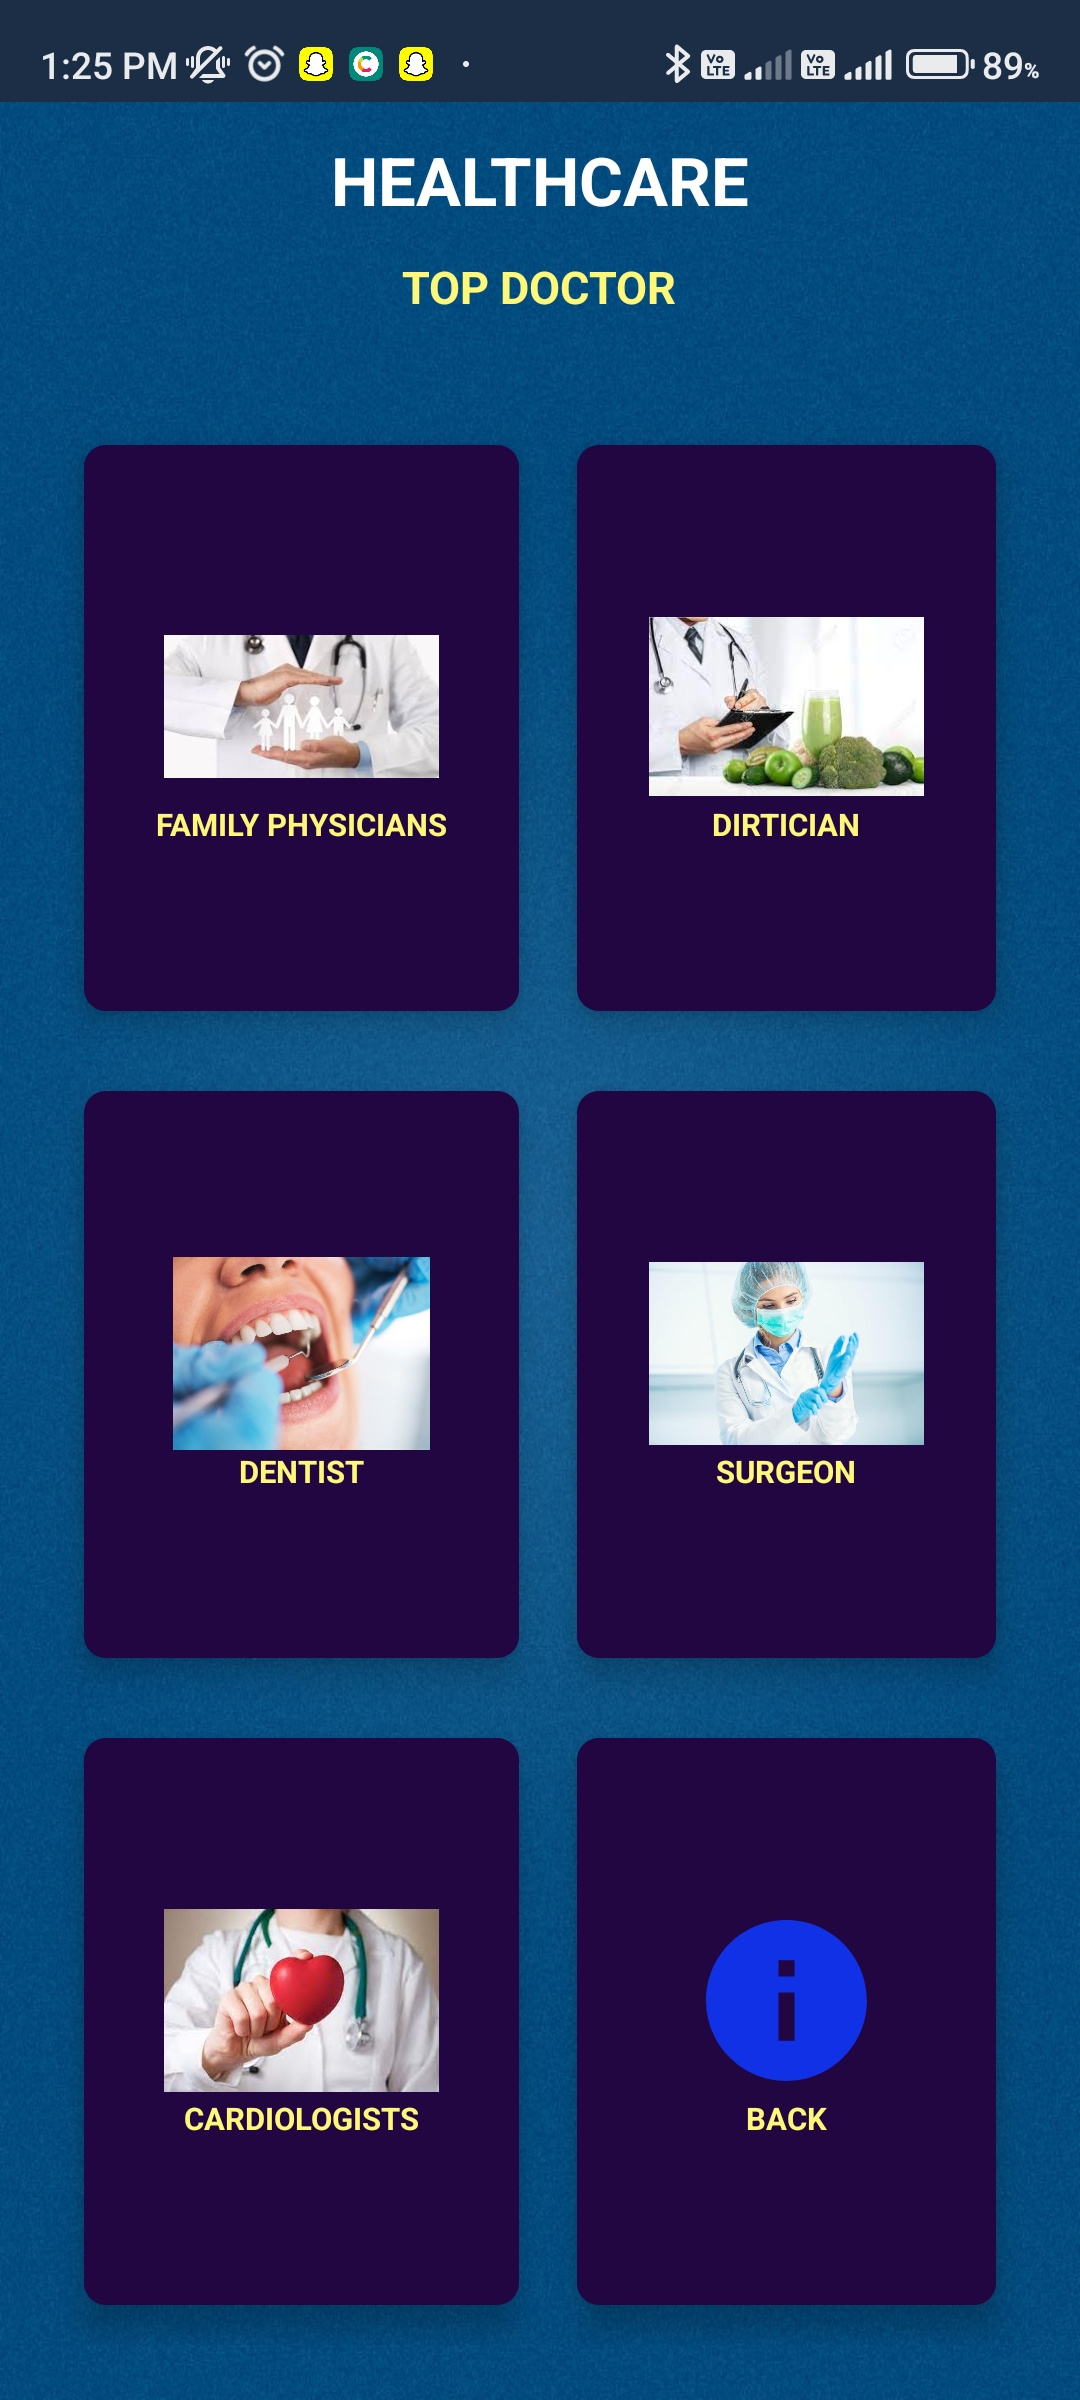 1:25 PM
Vo LTE
Vo LTE
89%
HEALTHCARE
TOP DOCTOR
FAMILY PHYSICIANS
DIRTICIAN
DENTIST
SURGEON
CARDIOLOGISTS
BACK